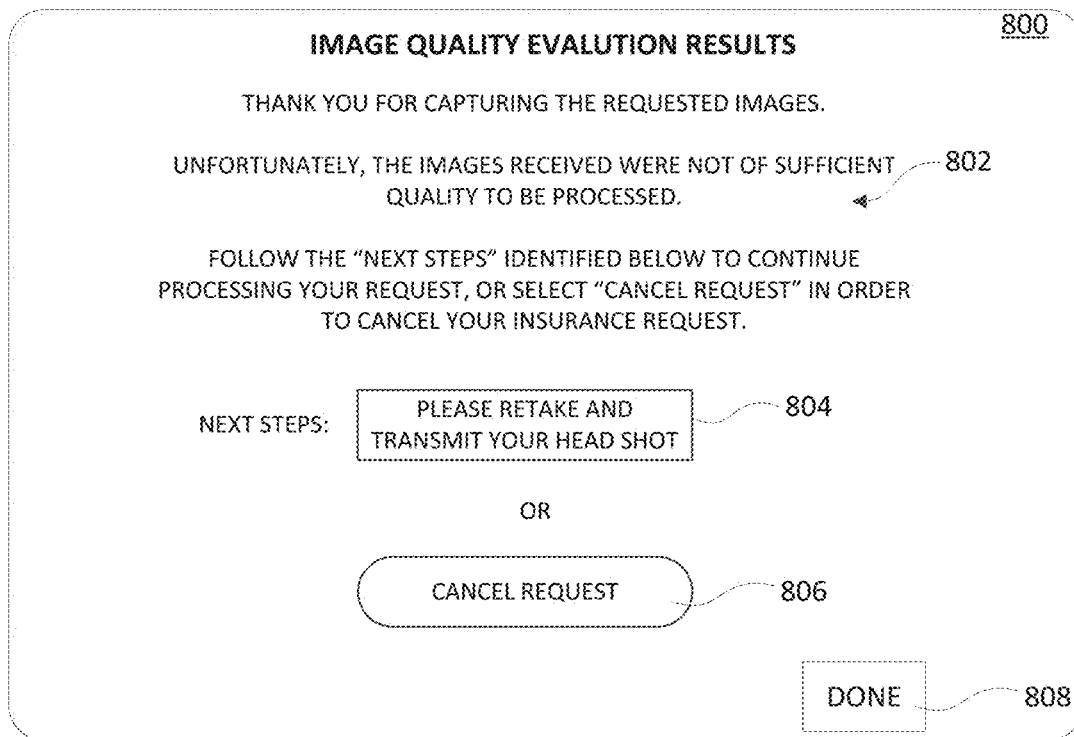 800
IMAGE QUALITY EVALUTION RESULTS
THANK YOU FOR CAPTURING THE REQUESTED IMAGES.
UNFORTUNATELY, THE IMAGES RECEIVED WERE NOT OF SUFFICIENT
QUALITY TO BE PROCESSED.
802
FOLLOW THE “NEXT STEPS” IDENTIFIED BELOW TO CONTINUE
PROCESSING YOUR REQUEST, OR SELECT “CANCEL REQUEST” IN ORDER
TO CANCEL YOUR INSURANCE REQUEST.
NEXT STEPS:
PLEASE RETAKE AND
TRANSMIT YOUR HEAD SHOT
804
OR
CANCEL REQUEST
806
DONE
808